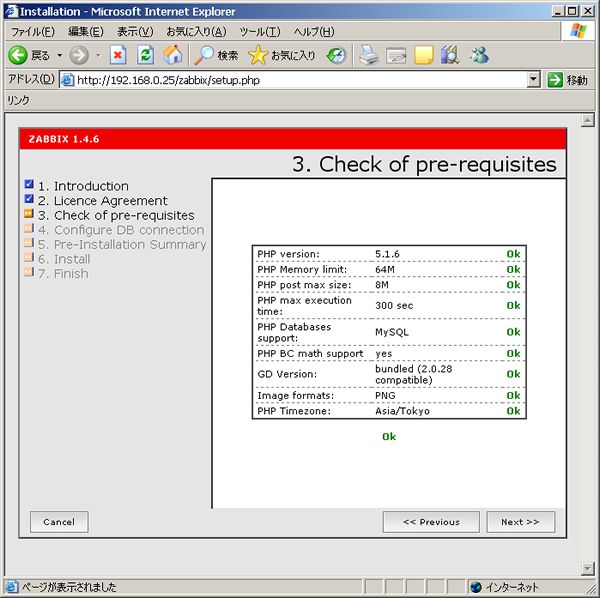 Installation - Microsoft Internet Explorer
ファイル(F) 編集(E) 表示(V) お気に入り(A) ツール(T) ヘルプ(H)
戻る 検索 お気に入り
アドレス(D) http://192.168.0.25/zabbix/setup.php 移動
リンク
ZABBIX 1.4.6
3. Check of pre-requisites
1. Introduction
2. Licence Agreement
3. Check of pre-requisites
4. Configure DB connection
5. Pre-Installation Summary
6. Install
7. Finish
PHP version: 5.1.6 Ok
PHP Memory limit: 64M Ok
PHP post max size: 8M Ok
PHP max execution
time: 300 sec Ok
PHP Databases
support: MySQL Ok
PHP BC math support yes Ok
GD Version: bundled (2.0.28
compatible) Ok
Image formats: PNG Ok
PHP Timezone: Asia/Tokyo Ok
Ok
Cancel << Previous Next >>
ページが表示されました インターネット